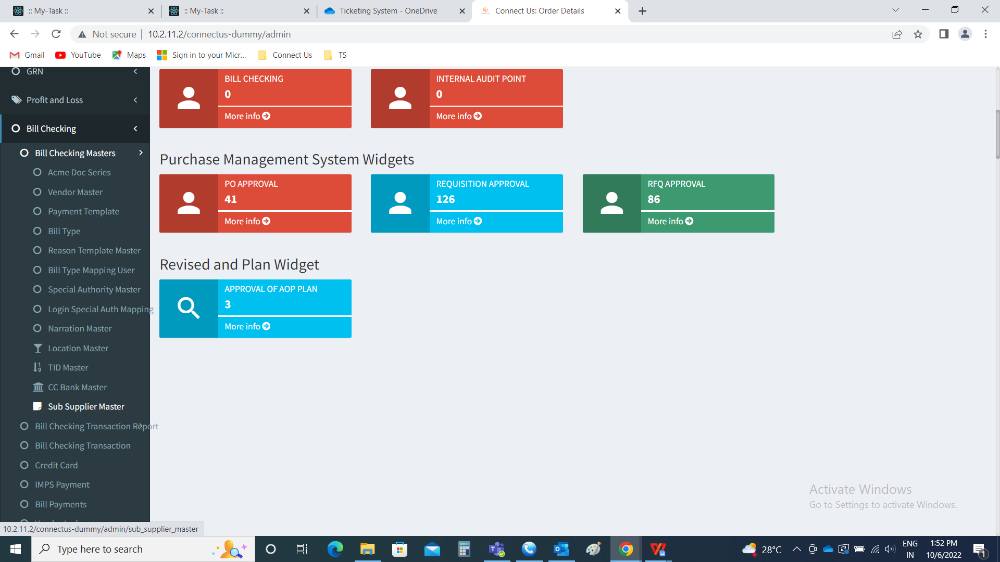 :: My-Task ::
:: My-Task ::
Ticketing System - OneDrive
Connect Us: Order Details
Not secure
10.2.11.2/connectus-dummy/admin
Gmail
YouTube
Maps
Sign in to your Micr...
Connect Us
TS
GRN
Profit and Loss
Bill Checking
Bill Checking Masters
Acme Doc Series
Vendor Master
Payment Template
Bill Type
Reason Template Master
Bill Type Mapping User
Special Authority Master
Login Special Auth Mapping
Narration Master
Location Master
TID Master
CC Bank Master
Sub Supplier Master
Bill Checking Transaction Report
Bill Checking Transaction
Credit Card
IMPS Payment
Bill Payments
10.2.11.2/connectus-dummy/admin/sub_supplier_master
BILL CHECKING
0
More info
INTERNAL AUDIT POINT
0
More info
Purchase Management System Widgets
PO APPROVAL
41
More info
REQUISITION APPROVAL
126
More info
RFQ APPROVAL
86
More info
Revised and Plan Widget
APPROVAL OF AOP PLAN
3
More info
Activate Windows
Go to Settings to activate Windows.
Type here to search
28°C
ENG
IN
1:52 PM
10/6/2022
1